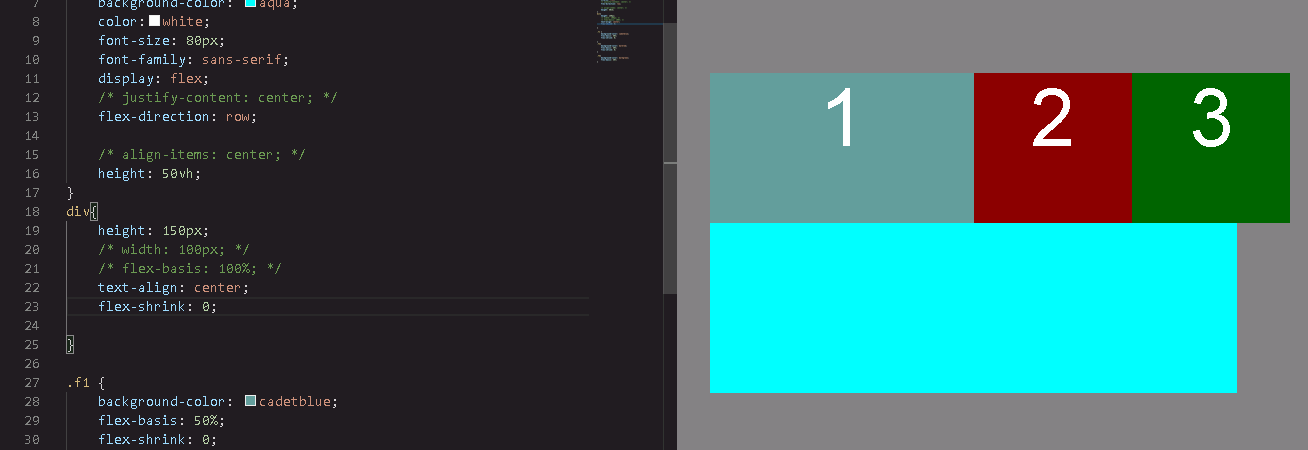 7 background-color: aqua;
8 color: white;
9 font-size: 80px;
10 font-family: sans-serif;
11 display: flex;
12 /* justify-content: center; */
13 flex-direction: row;
14
15 /* align-items: center; */
16 height: 50vh;
17 }
18 div{
19 height: 150px;
20 /* width: 100px; */
21 /* flex-basis: 100%; */
22 text-align: center;
23 flex-shrink: 0;
24
25 }
26
27 .f1 {
28 background-color: cadetblue;
29 flex-basis: 50%;
30 flex-shrink: 0;
1 2 3